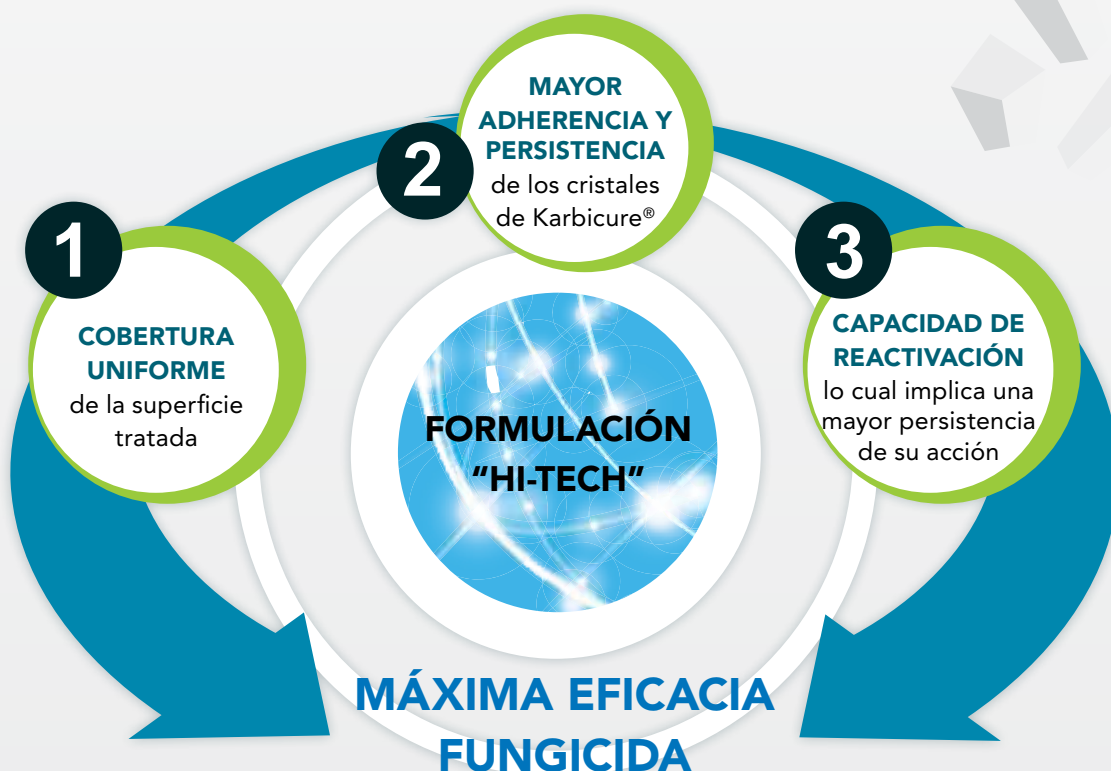 1
COBERTURA
UNIFORME
de la superficie
tratada
2
MAYOR
ADHERENCIA Y
PERSISTENCIA
de los cristales
de Karbicure®
3
CAPACIDAD DE
REACTIVACIÓN
lo cual implica una
mayor persistencia
de su acción
FORMULACIÓN
“HI-TECH”
MÁXIMA EFICACIA
FUNGICIDA